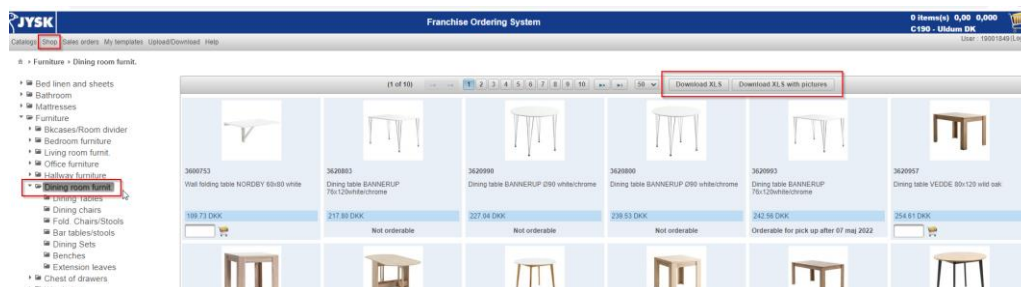 JYSK
Franchise Ordering System
0 items(s) 0,00 0,000
C190 - Uldum DK
Catalogs Shop Sales orders My templates Upload/Download Help
User : 19001849
Furniture Dining room furnit.
(1 of 10) 1 2 3 4 5 6 7 8 9 10 50 Download XLS Download XLS with pictures
Bed linen and sheets
Bathroom
Mattresses
Furniture
Bkcases/Room divider
Bedroom furniture
Living room furnit.
Office furniture
Hallway furniture
Dining room furnit.
Dining Tables
Dining chairs
Fold. Chairs/Stools
Bar tables/stools
Dining Sets
Benches
Extension leaves
Chest of drawers
3600753
Wall folding table NORDBY 60x80 white
189.73 DKK
3620803
Dining table BANNERUP
76x120white/chrome
217.80 DKK
Not orderable
3620990
Dining table BANNERUP Ø90 white/chrome
227.04 DKK
Not orderable
3620800
Dining table BANNERUP Ø90 white/chrome
239.53 DKK
Not orderable
3620993
Dining table BANNERUP
76x120white/chrome
242.56 DKK
Orderable for pick up after 07 maj 2022
3620957
Dining table VEDDE 80x120 wild oak
254.61 DKK